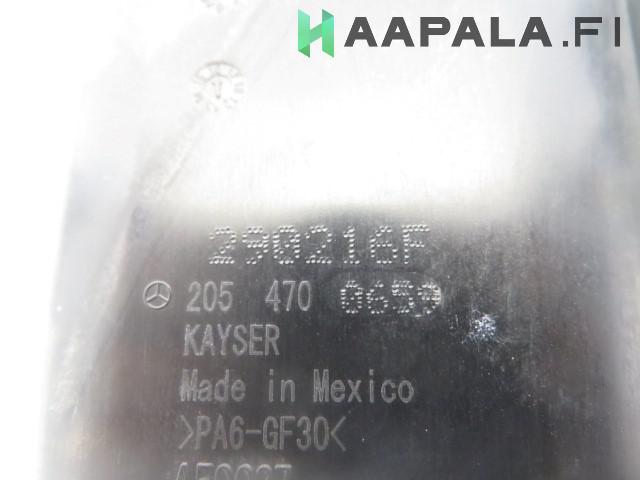 HAAPALA.FI
290216F
205 470 0659
KAYSER
Made in Mexico
>PA6-GF30<